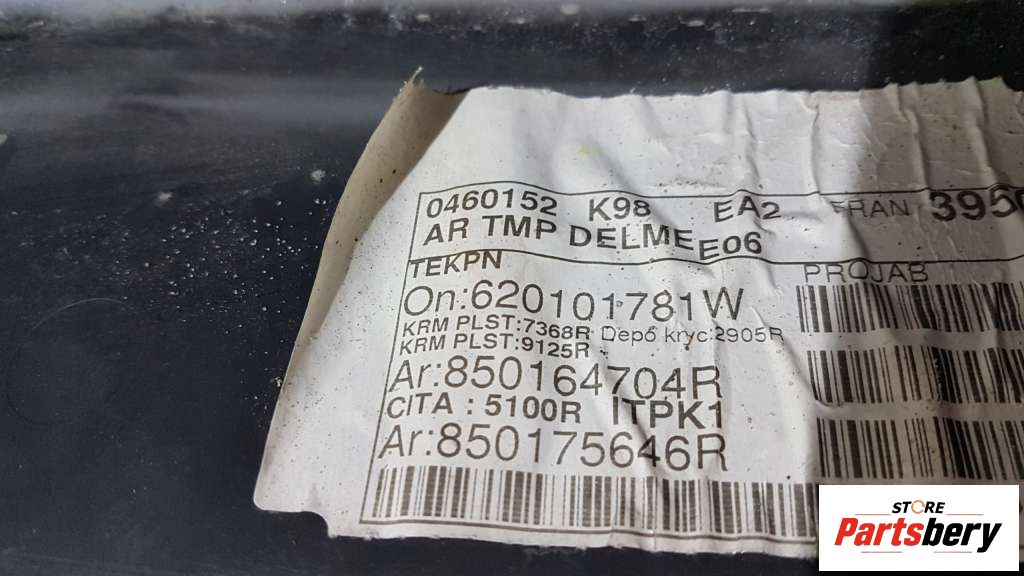 0460152 K98 EA2 FRAN 395
AR TMP DELME E06
TEKPN PROJAB
On:620101781W
KRM PLST:7368R Depo kryc:2905R
KRM PLST:9125R
Ar:850164704R
CITA : 5100R ITPK1
Ar:850175646R
STORE
Partsbery